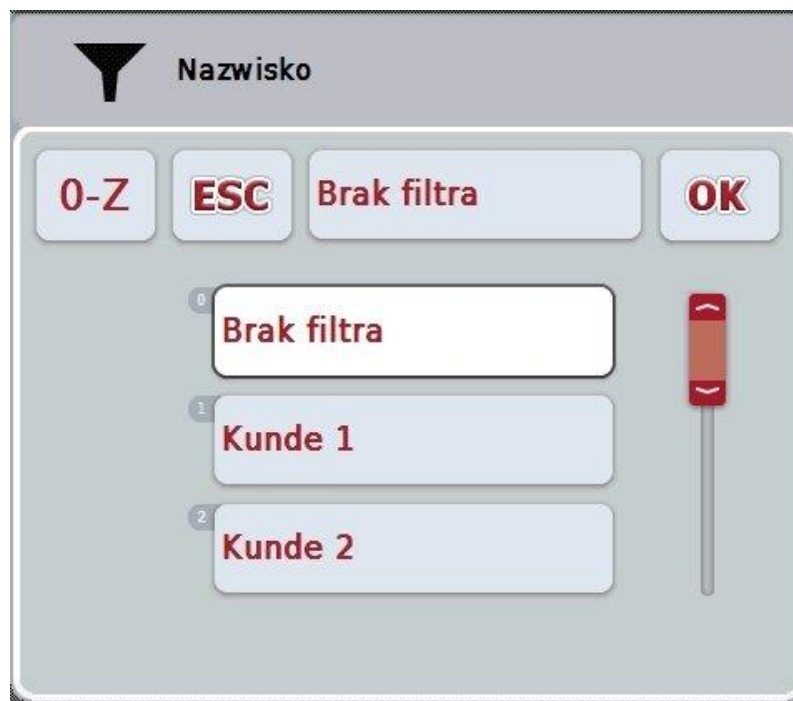 Nazwisko
0-Z ESC Brak filtra OK
0
Brak filtra
1
Kunde 1
2
Kunde 2